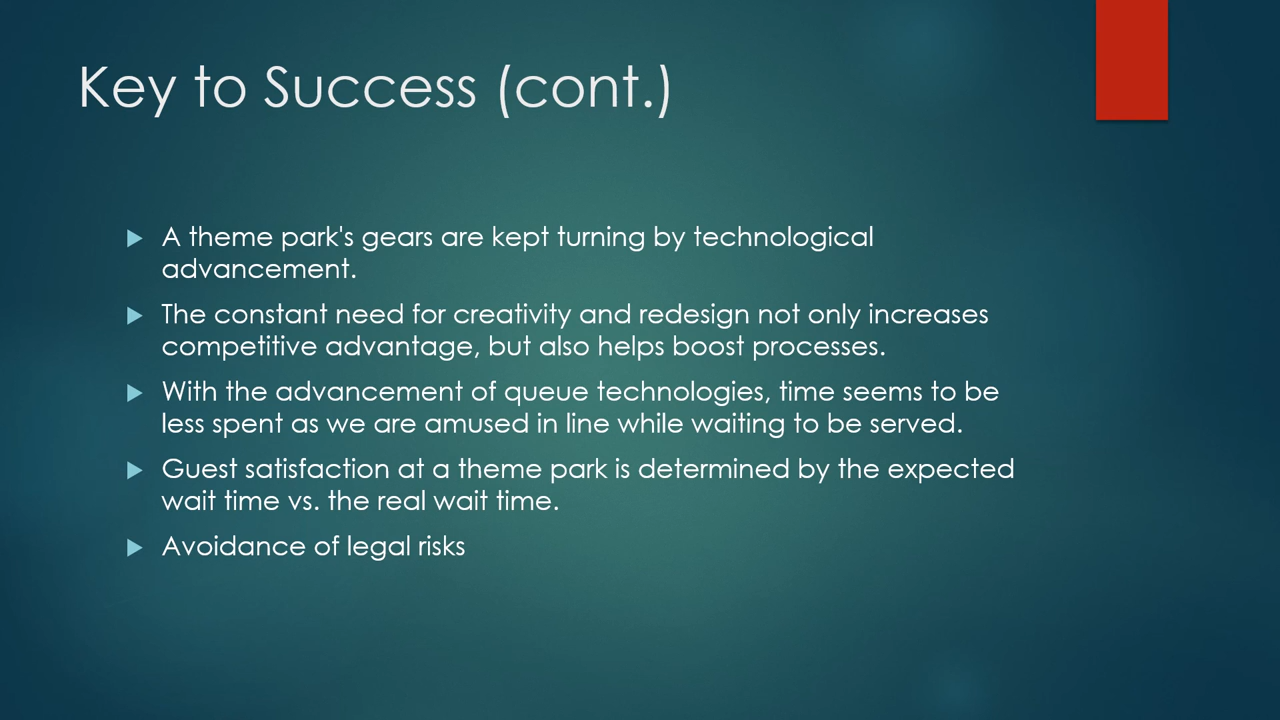 Key to Success (cont.)
A theme park's gears are kept turning by technological
advancement.
The constant need for creativity and redesign not only increases
competitive advantage, but also helps boost processes.
With the advancement of queue technologies, time seems to be
less spent as we are amused in line while waiting to be served.
Guest satisfaction at a theme park is determined by the expected
wait time vs. the real wait time.
Avoidance of legal risks